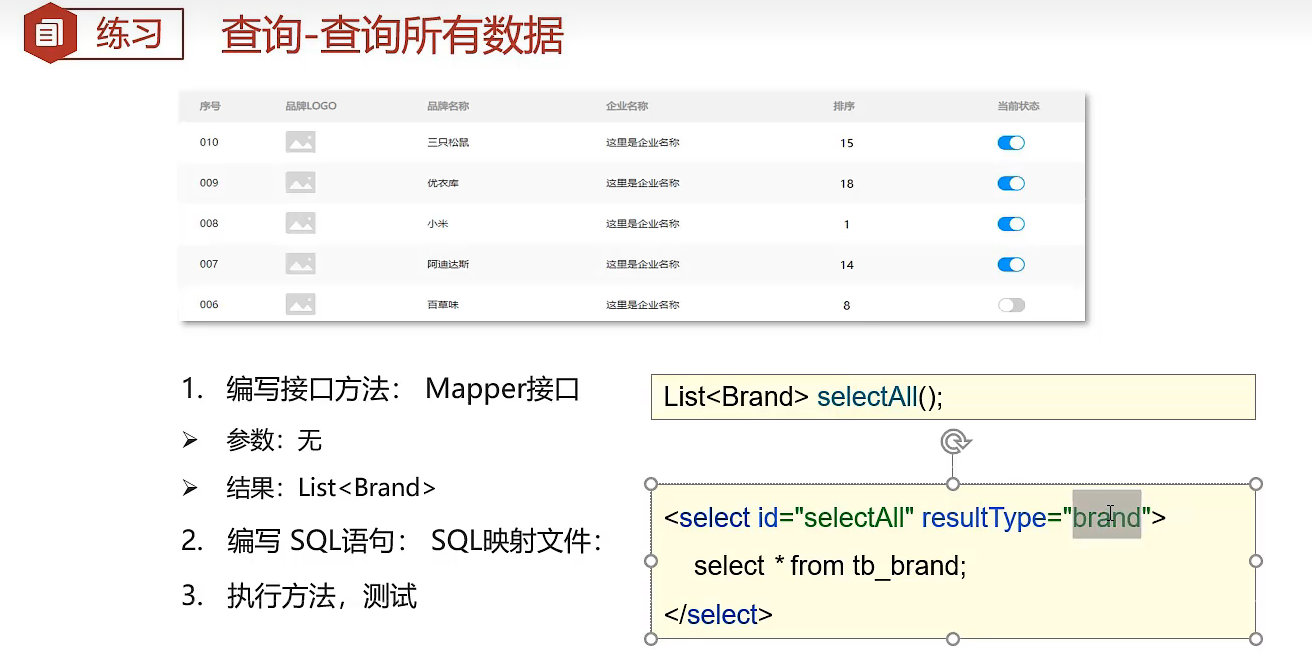 练习
查询-查询所有数据
序号 品牌LOGO 品牌名称 企业名称 排序 当前状态
010 三只松鼠 这里是企业名称 15
009 优衣库 这里是企业名称 18
008 小米 这里是企业名称 1
007 阿迪达斯 这里是企业名称 14
006 百草味 这里是企业名称 8
1. 编写接口方法： Mapper接口
➢ 参数：无
➢ 结果：List<Brand>
2. 编写 SQL语句： SQL映射文件：
3. 执行方法，测试
List<Brand> selectAll();
<select id="selectAll" resultType="brand">
select * from tb_brand;
</select>